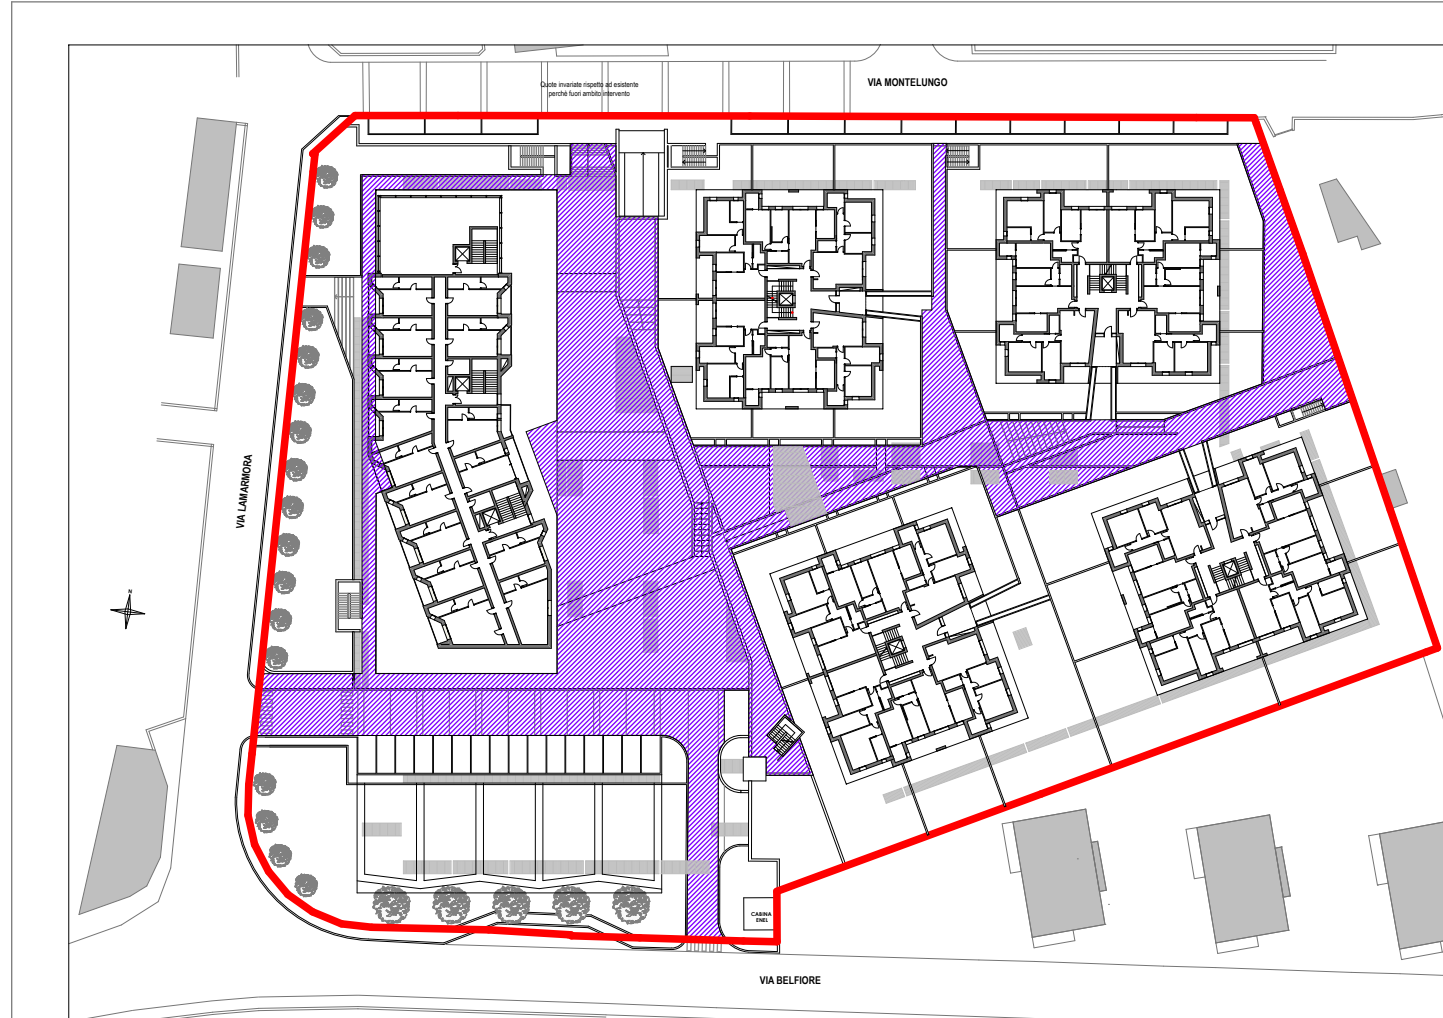 VIA MONTELUNGO
Quote invariate rispetto ad esistente
perché fuori ambito intervento
VIA LAMARMORA
N
CABINA
ENEL
VIA BELFIORE